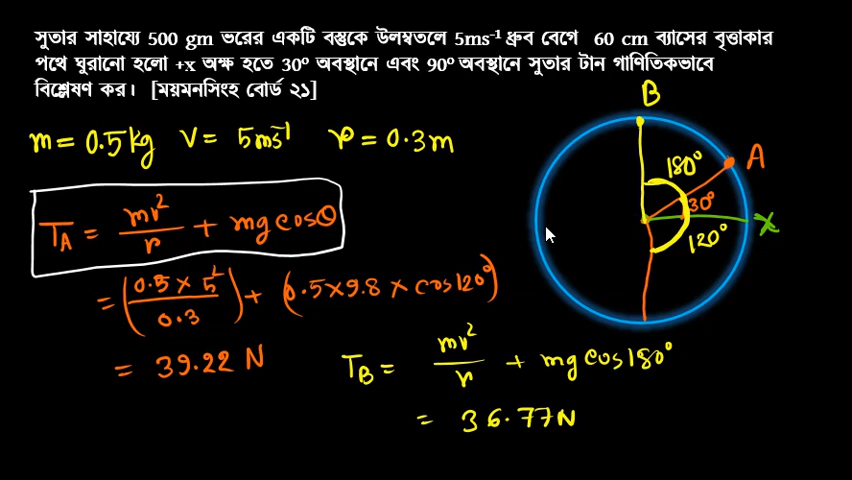 সুতার সাহায্যে 500 gm ভরের একটি বস্তুকে উলম্বতলে 5ms⁻¹ ধ্রুব বেগে 60 cm ব্যাসের বৃত্তাকার
পথে ঘুরানো হলো +x অক্ষ হতে 30° অবস্থানে এবং 90° অবস্থানে সুতার টান গাণিতিকভাবে
বিশ্লেষণ কর। [ময়মনসিংহ বোর্ড ২১]
m = 0.5kg V = 5ms⁻¹ r = 0.3m
B
A
180°
30°
120°
X
T_A = mv²/r + mg cosθ
= (0.5 × 5²/0.3) + (0.5×9.8 × cos120°)
= 39.22 N
T_B = mv²/r + mg cos180°
= 36.77N